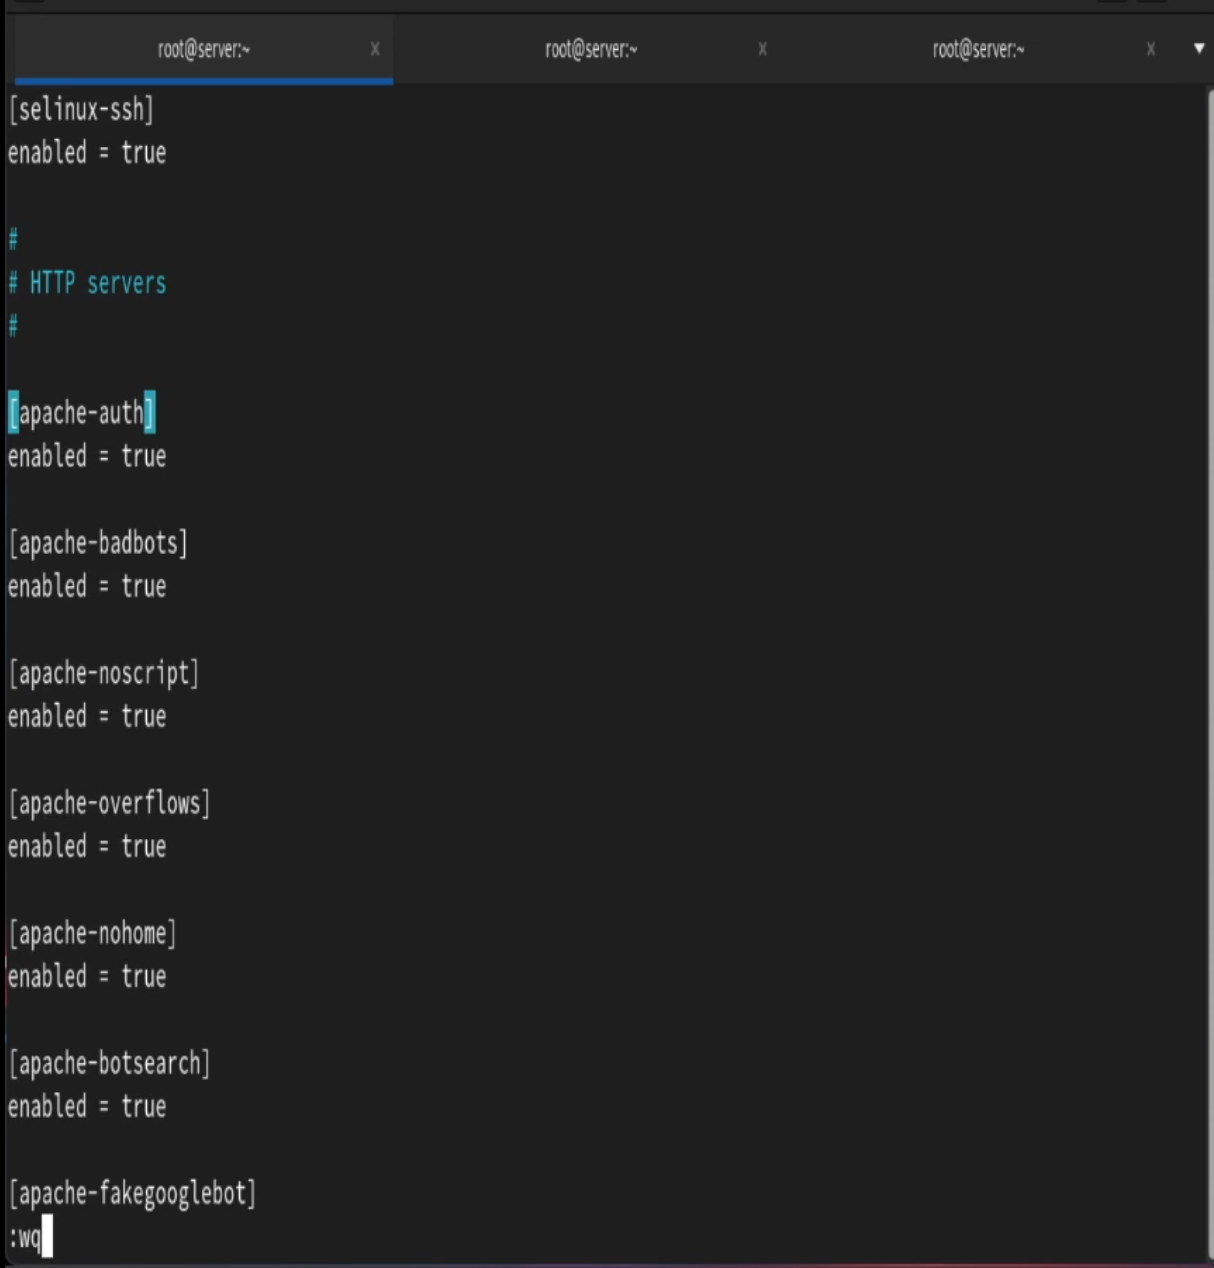 root@server:~ x root@server:~ x root@server:~ x
[selinux-ssh]
enabled = true
#
# HTTP servers
#
[apache-auth]
enabled = true
[apache-badbots]
enabled = true
[apache-noscript]
enabled = true
[apache-overflows]
enabled = true
[apache-nohome]
enabled = true
[apache-botsearch]
enabled = true
[apache-fakegooglebot]
:wq